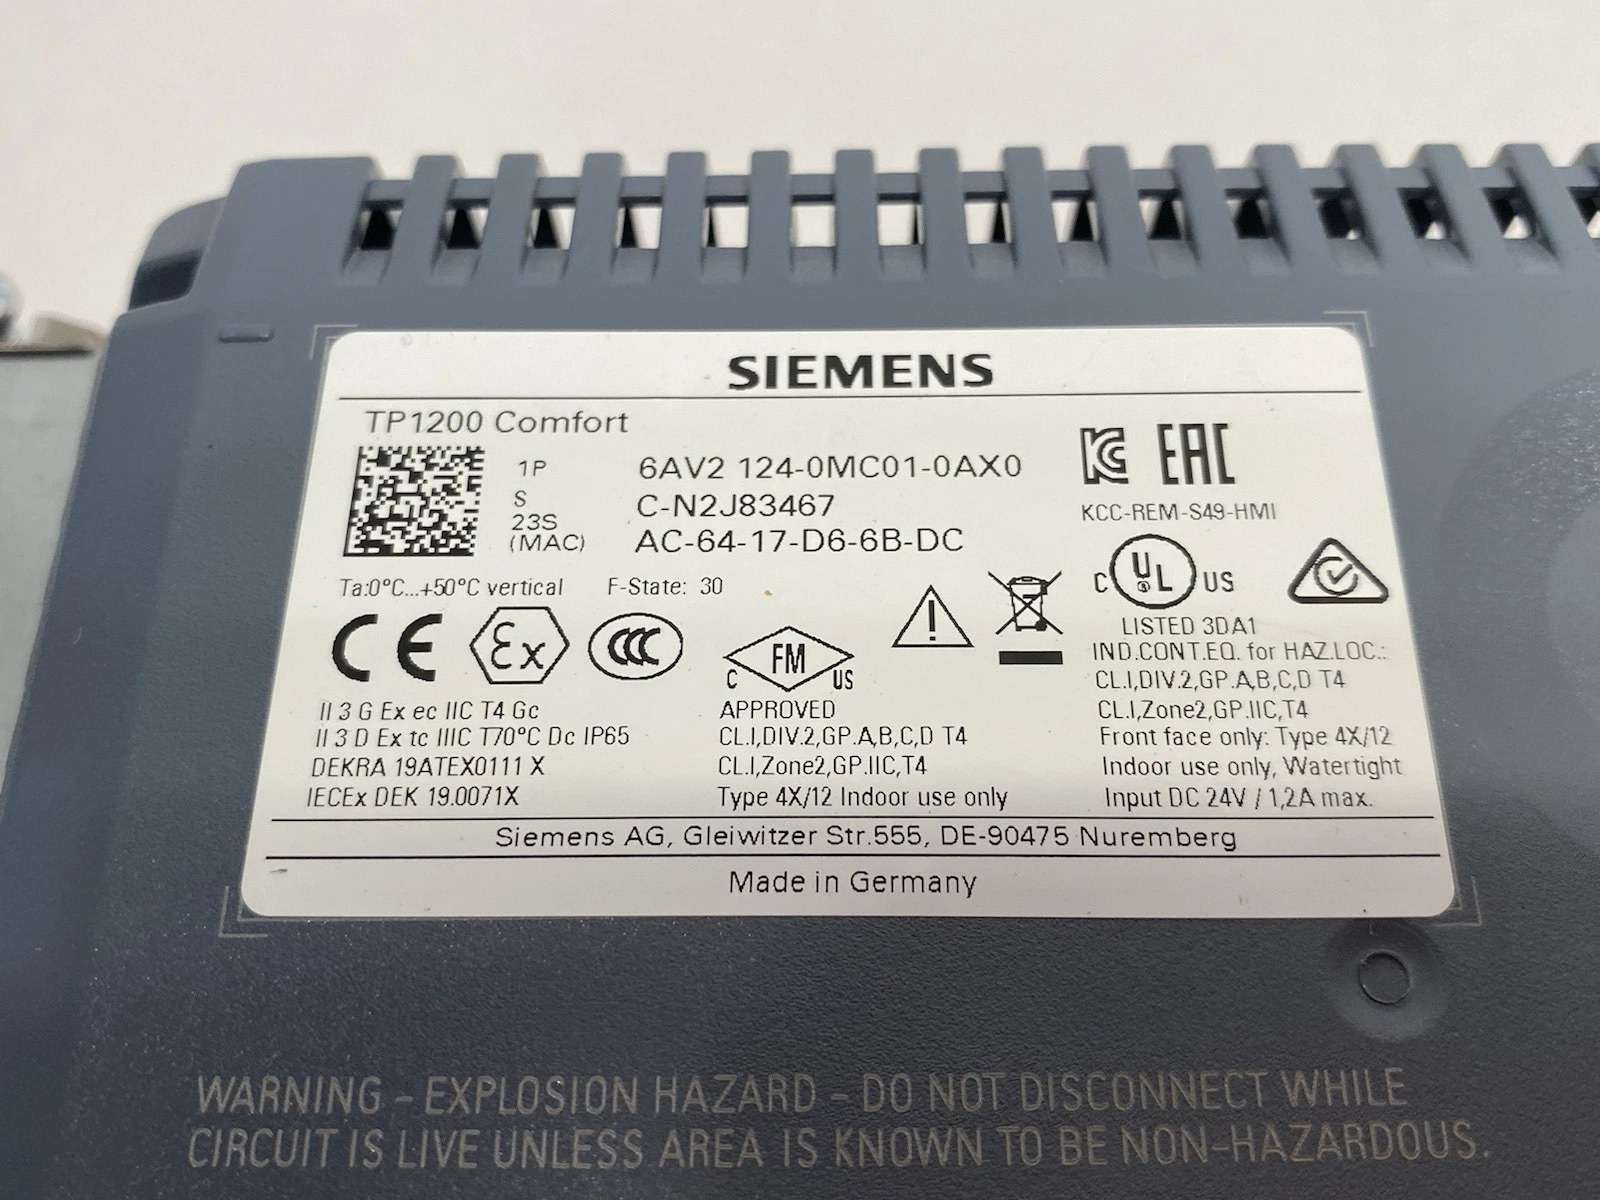 SIEMENS
TP1200 Comfort
1P 6AV2 124-0MC01-0AX0
S C-N2J83467
23S
(MAC) AC-64-17-D6-6B-DC
EAC
KCC-REM-S49-HMI
Ta:0°C...+50°C vertical F-State: 30
C UL US
LISTED 3DA1
IND.CONT.EQ. for HAZ.LOC.:
CL.I,DIV.2,GP.A,B,C,D T4
CL.I,Zone2,GP.IIC,T4
Front face only: Type 4X/12
Indoor use only, Watertight
Input DC 24V / 1,2A max.
CE Ex CCC
II 3 G Ex ec IIC T4 Gc
II 3 D Ex tc IIIC T70°C Dc IP65
DEKRA 19ATEX0111 X
IECEx DEK 19.0071X
C FM US
APPROVED
CL.I,DIV.2,GP.A,B,C,D T4
CL.I,Zone2,GP.IIC,T4
Type 4X/12 Indoor use only
Siemens AG, Gleiwitzer Str.555, DE-90475 Nuremberg
Made in Germany
WARNING – EXPLOSION HAZARD – DO NOT DISCONNECT WHILE
CIRCUIT IS LIVE UNLESS AREA IS KNOWN TO BE NON-HAZARDOUS.